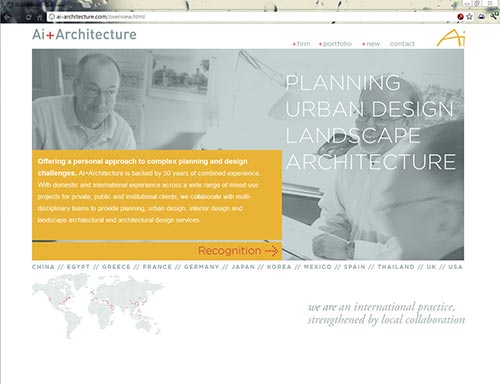 ai-architecture.com/overview.html
Ai+Architecture
+ firm + portfolio + new contact
Ai
PLANNING
URBAN DESIGN
LANDSCAPE
ARCHITECTURE
Offering a personal approach to complex planning and design
challenges, Ai+Architecture is backed by 50 years of combined experience.
With domestic and international experience across a wide range of mixed-use
projects for private, public and institutional clients, we collaborate with multi-
disciplinary teams to provide planning, urban design, interior design and
landscape architectural and architectural design services.
Recognition
CHINA // EGYPT // GREECE // FRANCE // GERMANY // JAPAN // KOREA // MEXICO // SPAIN // THAILAND // UK // USA
we are an international practice,
strengthened by local collaboration